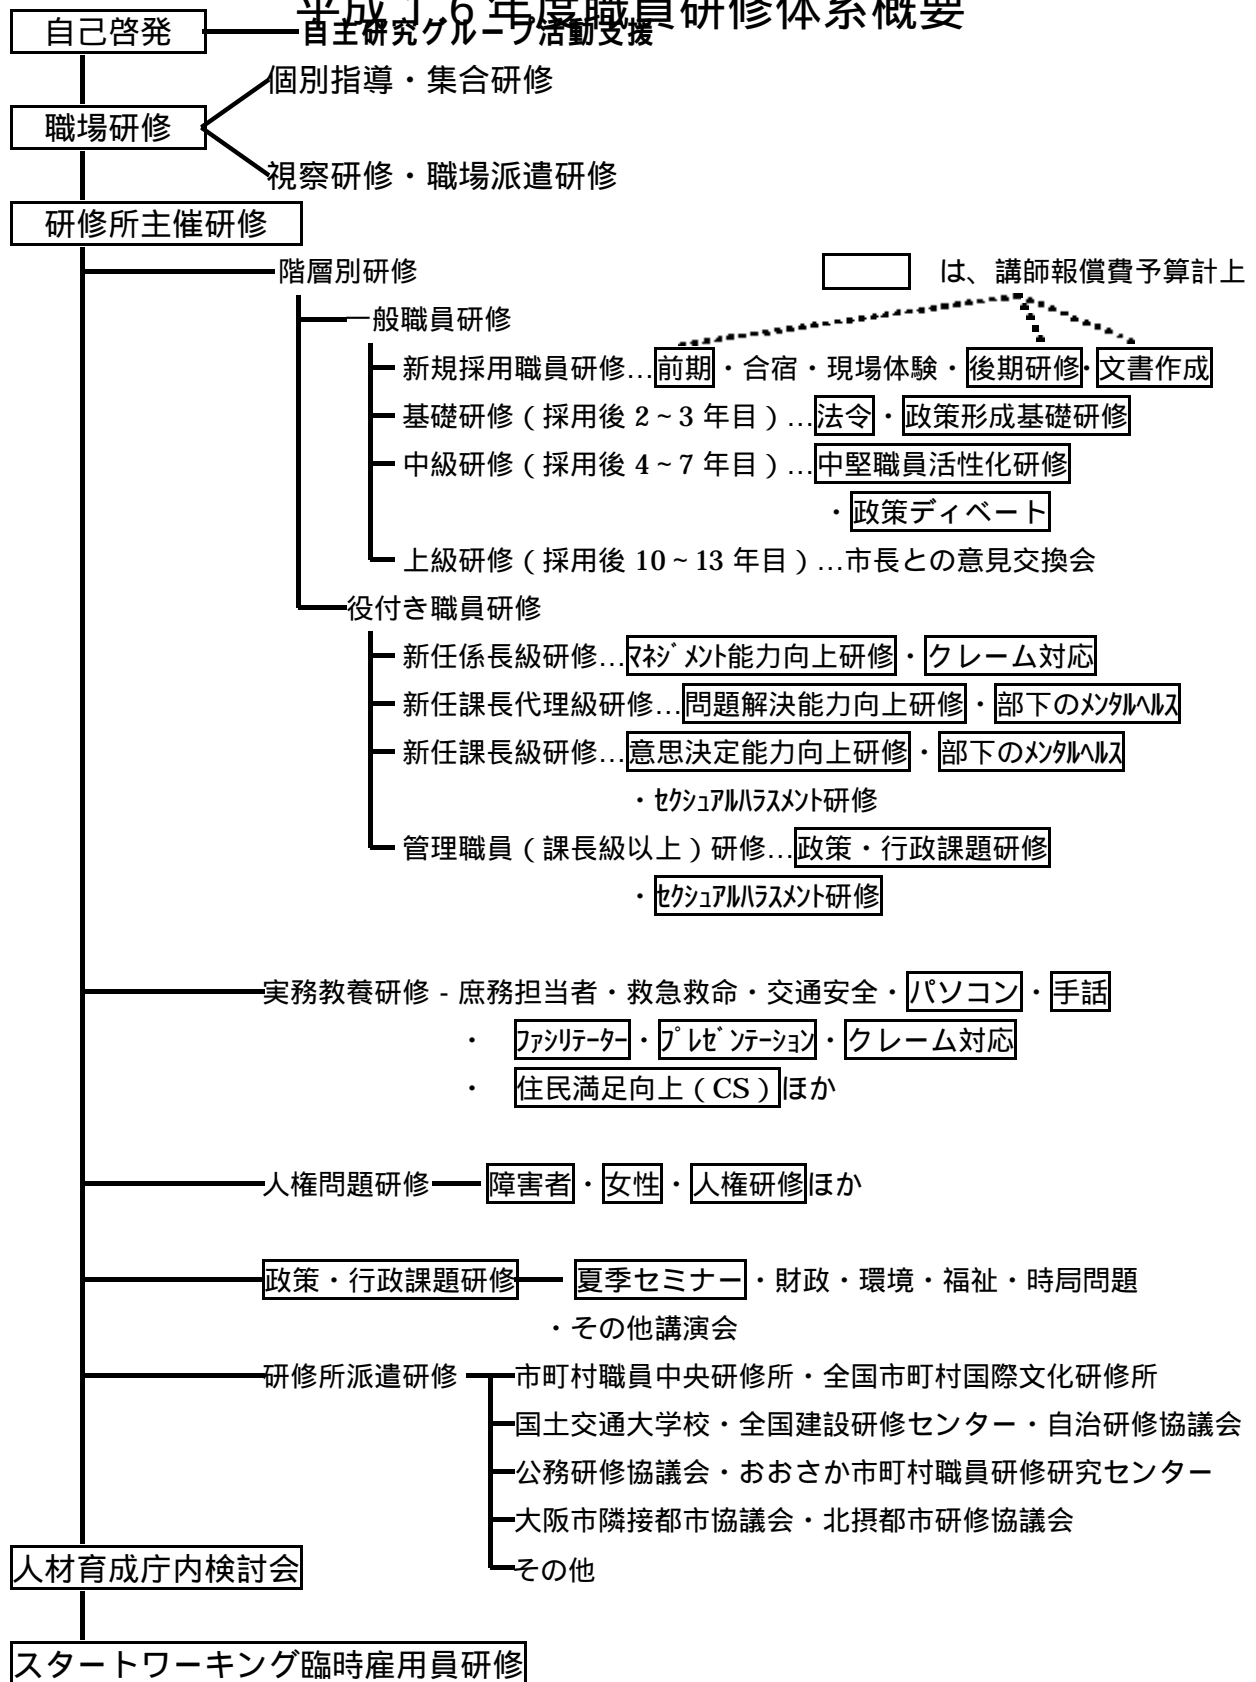 平成１６年度職員研修体系概要
自己啓発 自主研究グループ活動支援
個別指導・集合研修
職場研修
視察研修・職場派遣研修
研修所主催研修
階層別研修 は、講師報償費予算計上
一般職員研修
新規採用職員研修…前期・合宿・現場体験・後期研修・文書作成
基礎研修（採用後 2～3 年目）…法令・政策形成基礎研修
中級研修（採用後 4～7 年目）…中堅職員活性化研修
・政策ディベート
上級研修（採用後 10～13 年目）…市長との意見交換会
役付き職員研修
新任係長級研修…ﾏﾈｼﾞﾒﾝﾄ能力向上研修・クレーム対応
新任課長代理級研修…問題解決能力向上研修・部下のﾒﾝﾀﾙﾍﾙｽ
新任課長級研修…意思決定能力向上研修・部下のﾒﾝﾀﾙﾍﾙｽ
・ｾｸｼｭｱﾙﾊﾗｽﾒﾝﾄ研修
管理職員（課長級以上）研修…政策・行政課題研修
・ｾｸｼｭｱﾙﾊﾗｽﾒﾝﾄ研修
実務教養研修 - 庶務担当者・救急救命・交通安全・パソコン・手話
・ ﾌｧｼﾘﾃｰﾀｰ・ﾌﾟﾚｾﾞﾝﾃｰｼｮﾝ・クレーム対応
・ 住民満足向上（CS）ほか
人権問題研修 障害者・女性・人権研修ほか
政策・行政課題研修 夏季セミナー・財政・環境・福祉・時局問題
・その他講演会
研修所派遣研修 市町村職員中央研修所・全国市町村国際文化研修所
国土交通大学校・全国建設研修センター・自治研修協議会
公務研修協議会・おおさか市町村職員研修研究センター
大阪市隣接都市協議会・北摂都市研修協議会
人材育成庁内検討会 その他
スタートワーキング臨時雇用員研修